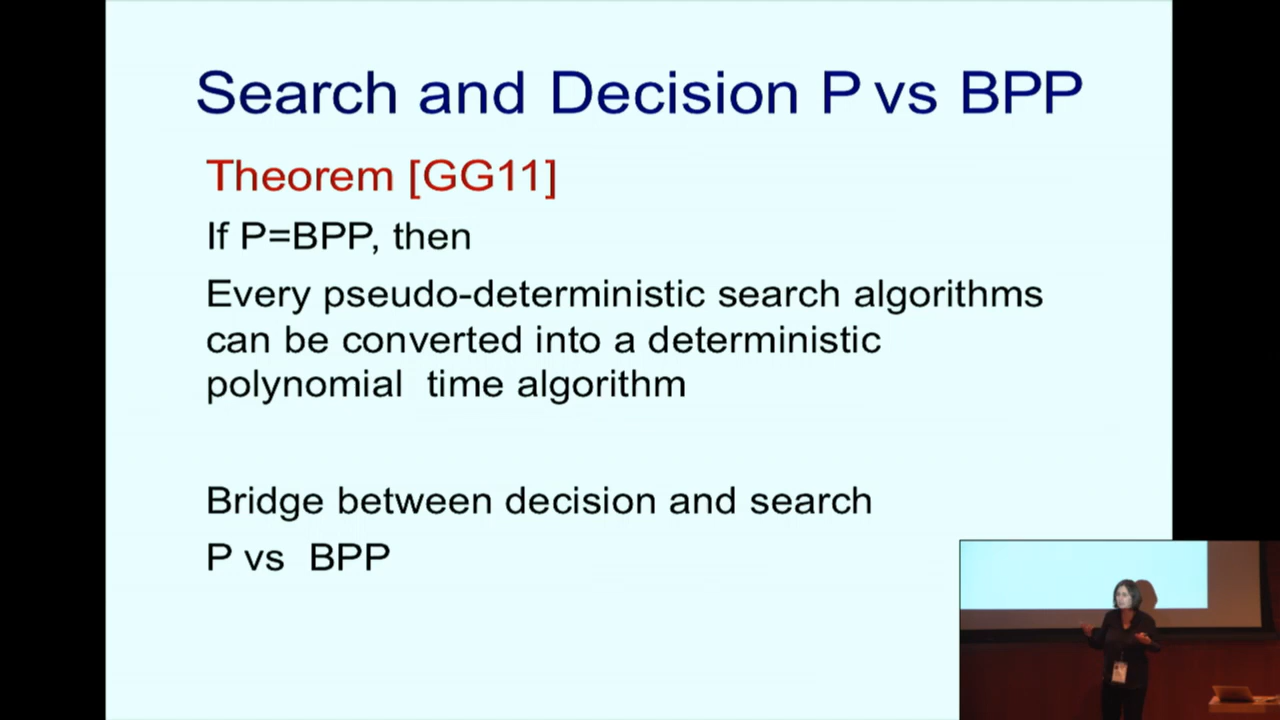 Search and Decision P vs BPP
Theorem [GG11]
If P=BPP, then
Every pseudo-deterministic search algorithms
can be converted into a deterministic
polynomial time algorithm
Bridge between decision and search
P vs BPP